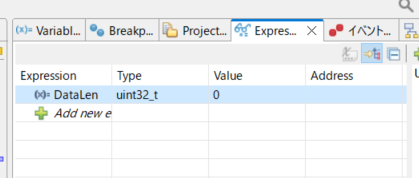 (x)= Variabl... Breakp... Project... Expres... イベント...
Expression Type Value Address
(x)= DataLen uint32_t 0
Add new e